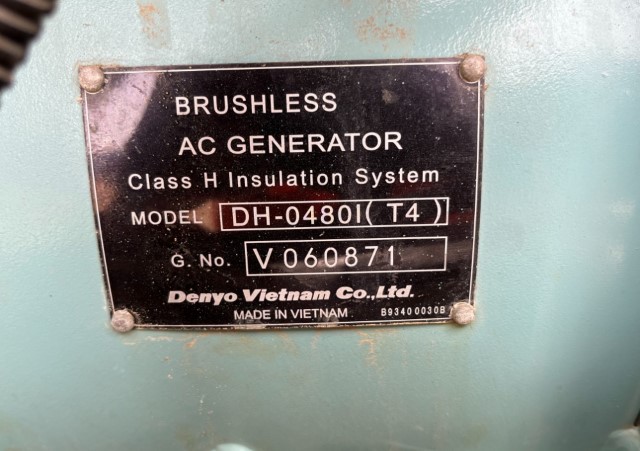 BRUSHLESS
AC GENERATOR
Class H Insulation System
MODEL DH-0480I( T4 )
G. No. V 060871
Denyo Vietnam Co.,Ltd.
MADE IN VIETNAM B93400030B